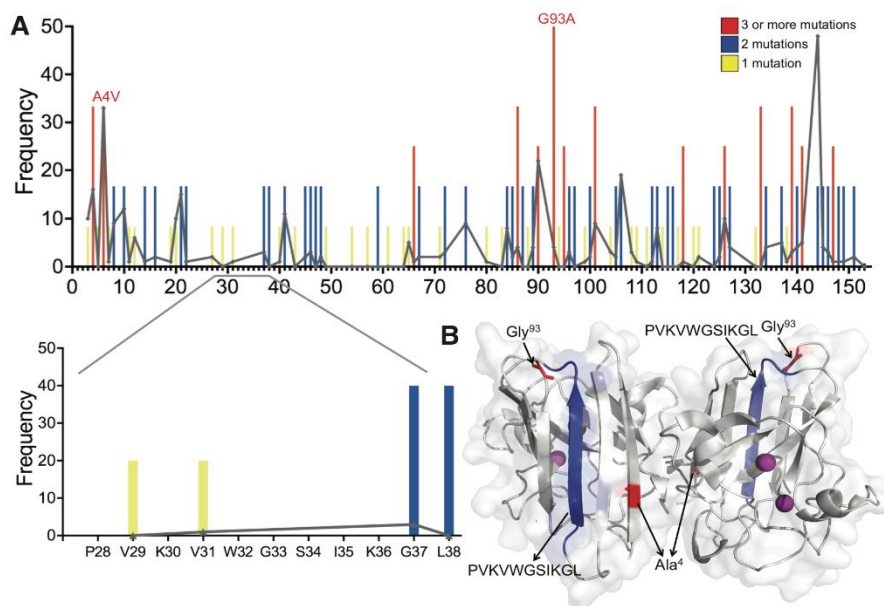 A
Frequency
50
40
30
20
10
0
A4V
G93A
3 or more mutations
2 mutations
1 mutation
0 10 20 30 40 50 60 70 80 90 100 110 120 130 140 150
Frequency
50
40
30
20
10
0
P28 V29 K30 V31 W32 G33 S34 I35 K36 G37 L38
B
Gly93
PVKVWGSIKGL
Gly93
PVKVWGSIKGL
Ala4